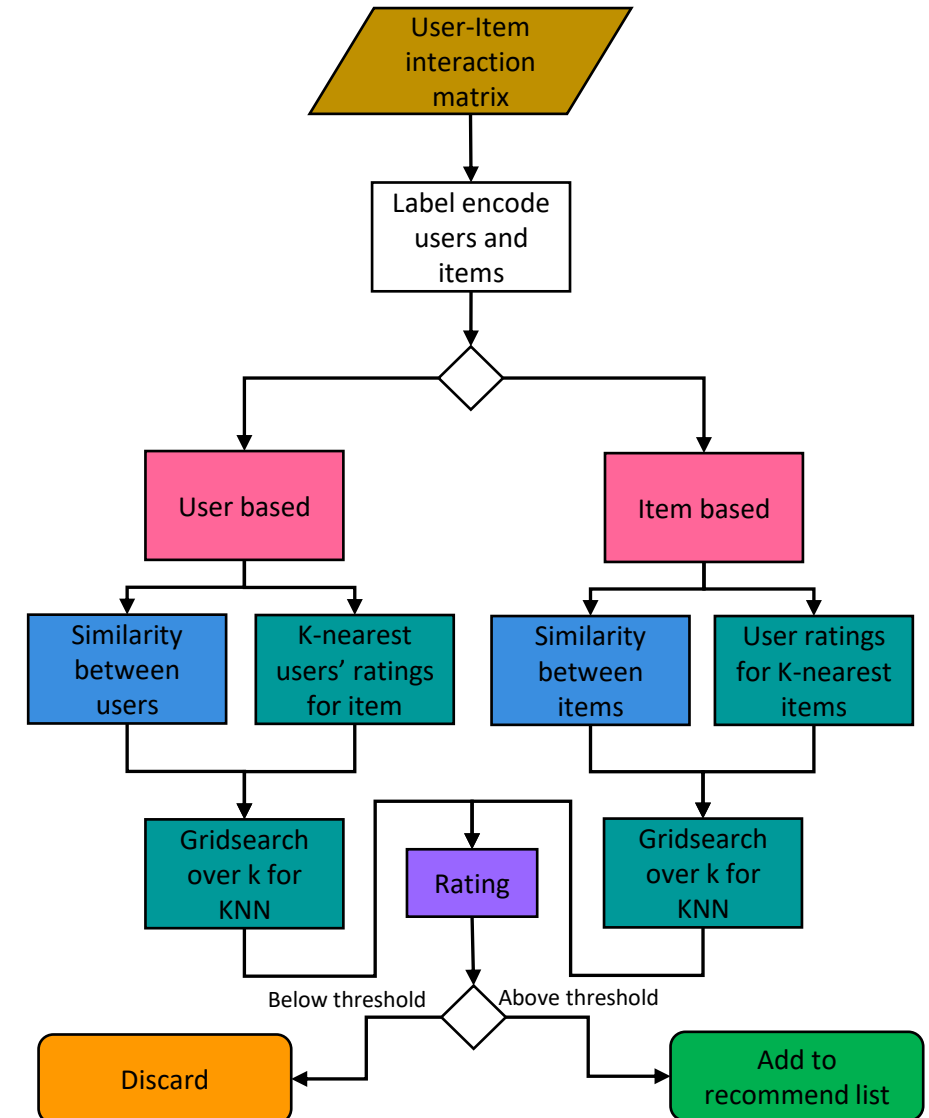 User-Item
interaction
matrix
Label encode
users and
items
User based
Item based
Similarity
between
users
K-nearest
users’ ratings
for item
Similarity
between
items
User ratings
for K-nearest
items
Gridsearch
over k for
KNN
Rating
Gridsearch
over k for
KNN
Below threshold
Above threshold
Discard
Add to
recommend list